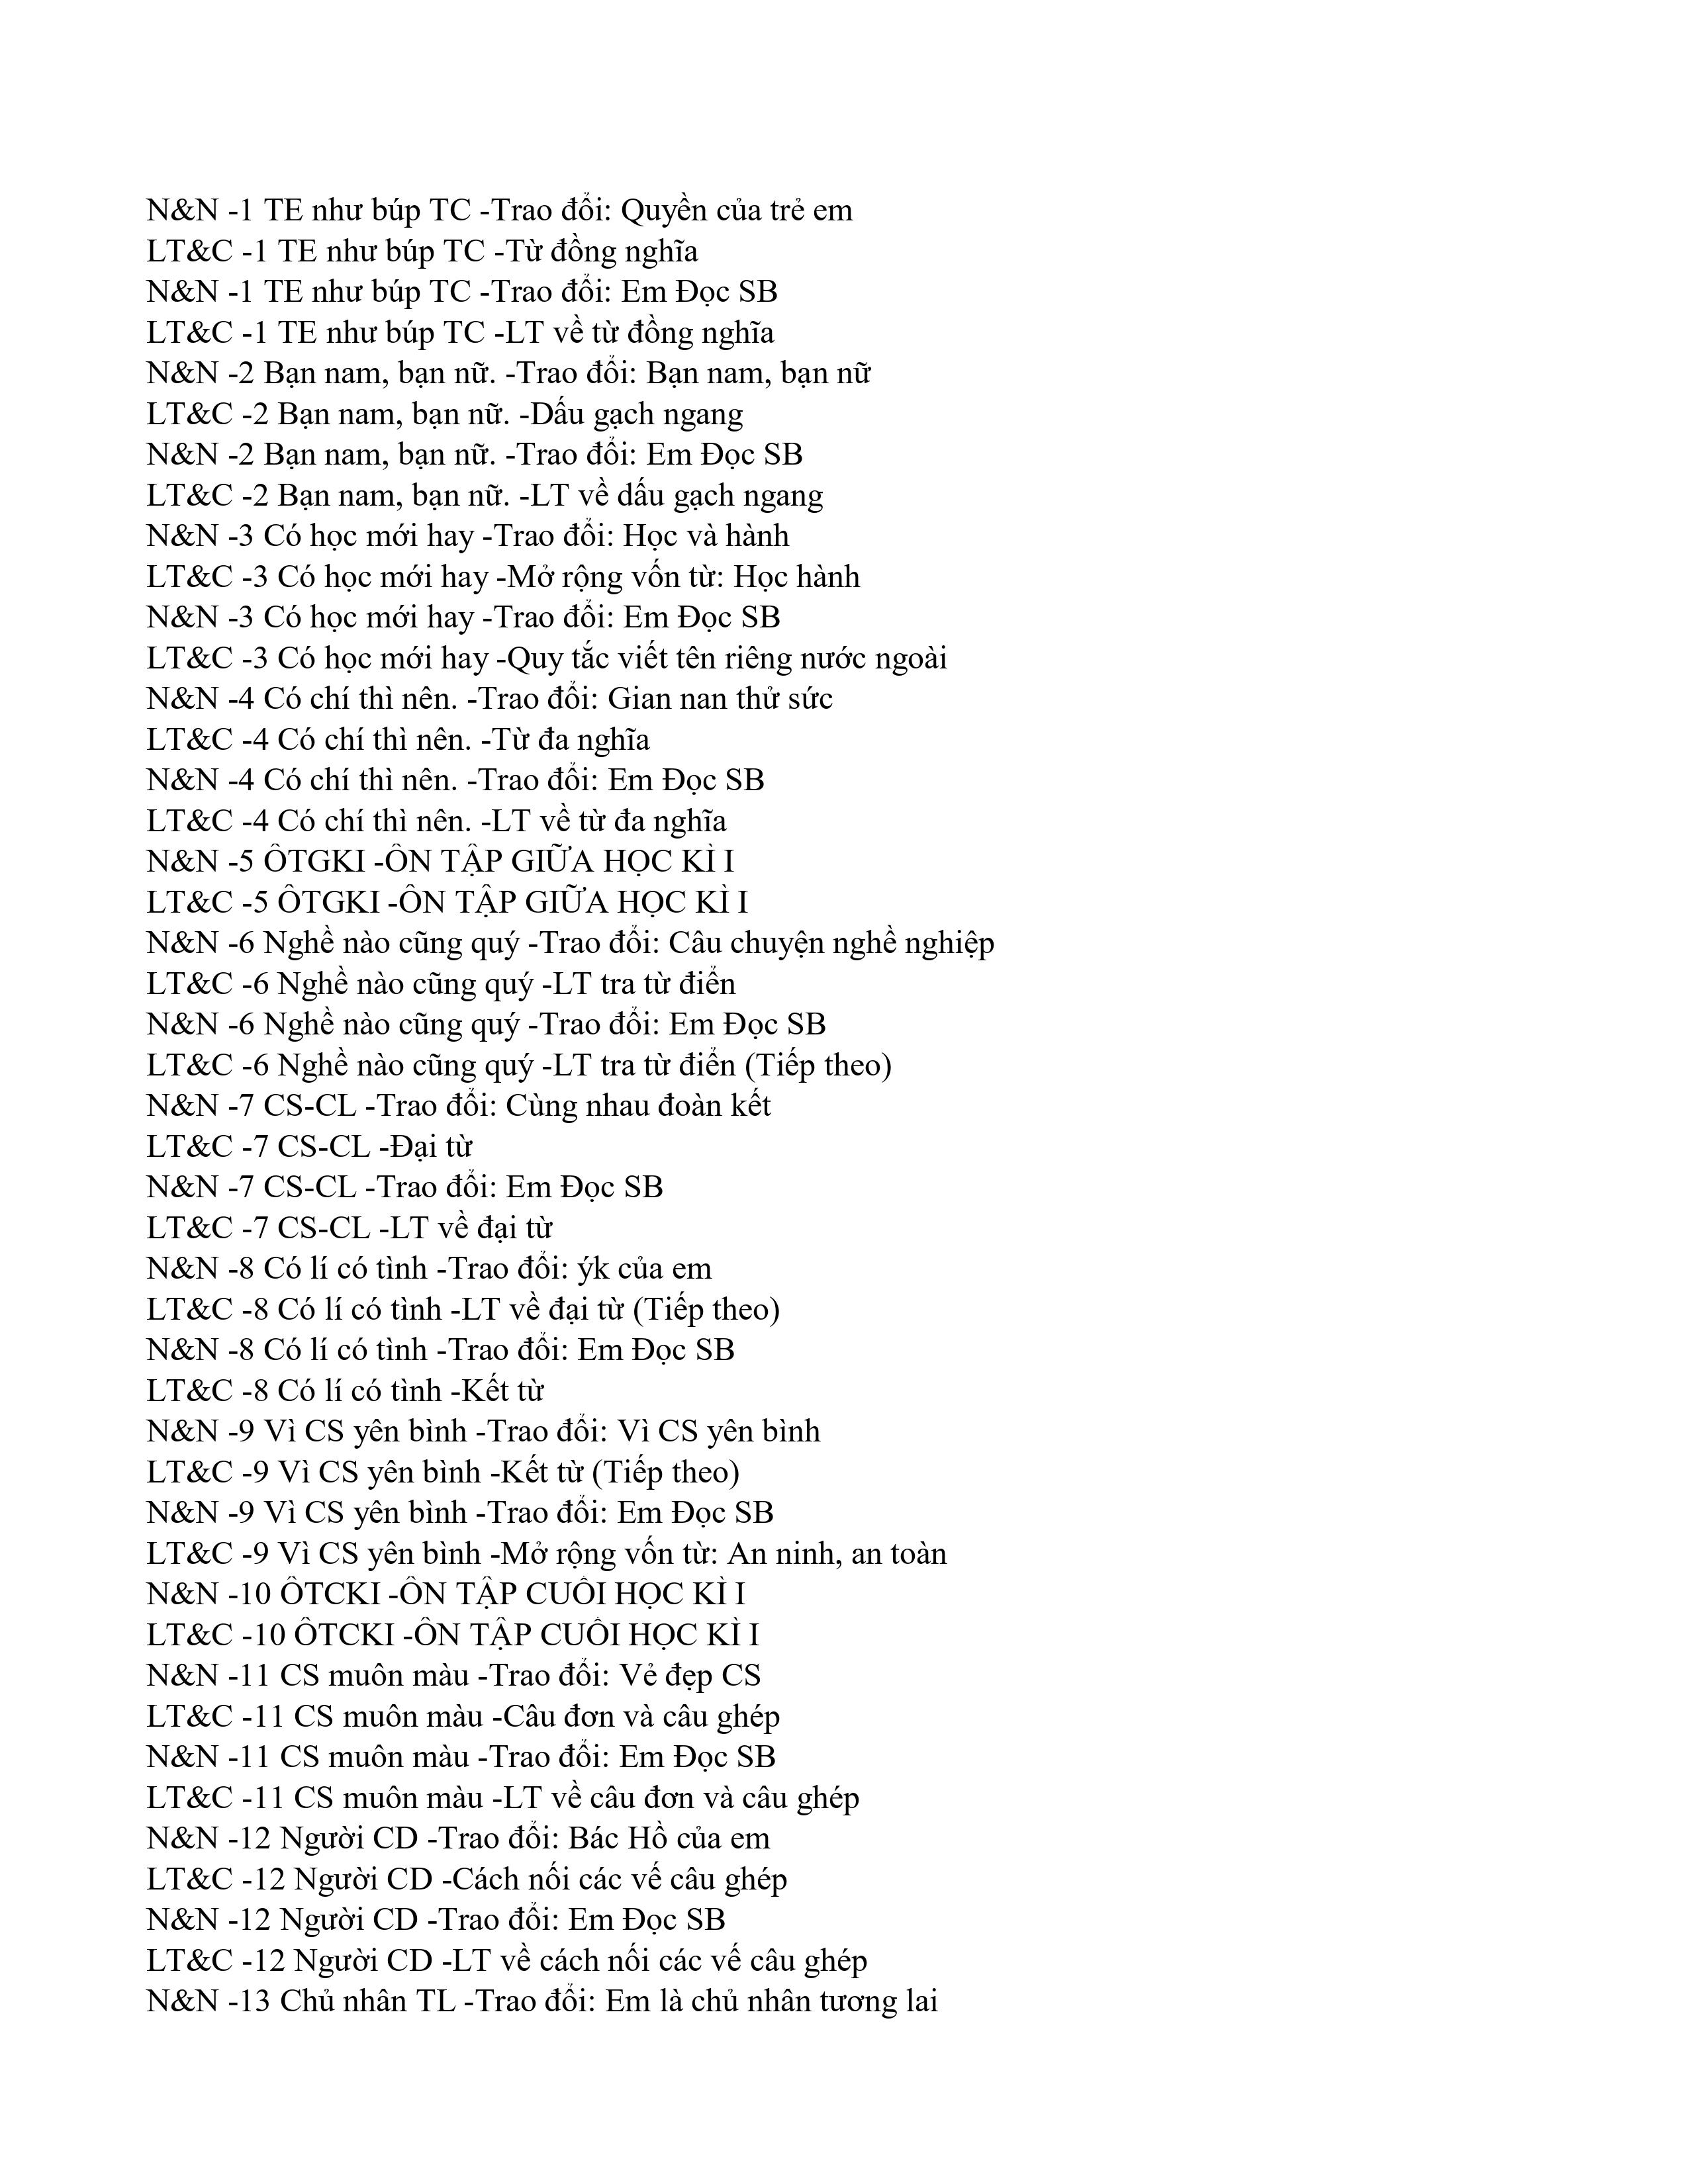 N&N -1 TE như búp TC -Trao đổi: Quyền của trẻ em
LT&C -1 TE như búp TC -Từ đồng nghĩa
N&N -1 TE như búp TC -Trao đổi: Em Đọc SB
LT&C -1 TE như búp TC -LT về từ đồng nghĩa
N&N -2 Bạn nam, bạn nữ. -Trao đổi: Bạn nam, bạn nữ
LT&C -2 Bạn nam, bạn nữ. -Dấu gạch ngang
N&N -2 Bạn nam, bạn nữ. -Trao đổi: Em Đọc SB
LT&C -2 Bạn nam, bạn nữ. -LT về dấu gạch ngang
N&N -3 Có học mới hay -Trao đổi: Học và hành
LT&C -3 Có học mới hay -Mở rộng vốn từ: Học hành
N&N -3 Có học mới hay -Trao đổi: Em Đọc SB
LT&C -3 Có học mới hay -Quy tắc viết tên riêng nước ngoài
N&N -4 Có chí thì nên. -Trao đổi: Gian nan thử sức
LT&C -4 Có chí thì nên. -Từ đa nghĩa
N&N -4 Có chí thì nên. -Trao đổi: Em Đọc SB
LT&C -4 Có chí thì nên. -LT về từ đa nghĩa
N&N -5 ÔTGKI -ÔN TẬP GIỮA HỌC KÌ I
LT&C -5 ÔTGKI -ÔN TẬP GIỮA HỌC KÌ I
N&N -6 Nghề nào cũng quý -Trao đổi: Câu chuyện nghề nghiệp
LT&C -6 Nghề nào cũng quý -LT tra từ điển
N&N -6 Nghề nào cũng quý -Trao đổi: Em Đọc SB
LT&C -6 Nghề nào cũng quý -LT tra từ điển (Tiếp theo)
N&N -7 CS-CL -Trao đổi: Cùng nhau đoàn kết
LT&C -7 CS-CL -Đại từ
N&N -7 CS-CL -Trao đổi: Em Đọc SB
LT&C -7 CS-CL -LT về đại từ
N&N -8 Có lí có tình -Trao đổi: ýk của em
LT&C -8 Có lí có tình -LT về đại từ (Tiếp theo)
N&N -8 Có lí có tình -Trao đổi: Em Đọc SB
LT&C -8 Có lí có tình -Kết từ
N&N -9 Vì CS yên bình -Trao đổi: Vì CS yên bình
LT&C -9 Vì CS yên bình -Kết từ (Tiếp theo)
N&N -9 Vì CS yên bình -Trao đổi: Em Đọc SB
LT&C -9 Vì CS yên bình -Mở rộng vốn từ: An ninh, an toàn
N&N -10 ÔTCKI -ÔN TẬP CUỐI HỌC KÌ I
LT&C -10 ÔTCKI -ÔN TẬP CUỐI HỌC KÌ I
N&N -11 CS muôn màu -Trao đổi: Vẻ đẹp CS
LT&C -11 CS muôn màu -Câu đơn và câu ghép
N&N -11 CS muôn màu -Trao đổi: Em Đọc SB
LT&C -11 CS muôn màu -LT về câu đơn và câu ghép
N&N -12 Người CD -Trao đổi: Bác Hồ của em
LT&C -12 Người CD -Cách nối các vế câu ghép
N&N -12 Người CD -Trao đổi: Em Đọc SB
LT&C -12 Người CD -LT về cách nối các vế câu ghép
N&N -13 Chủ nhân TL -Trao đổi: Em là chủ nhân tương lai